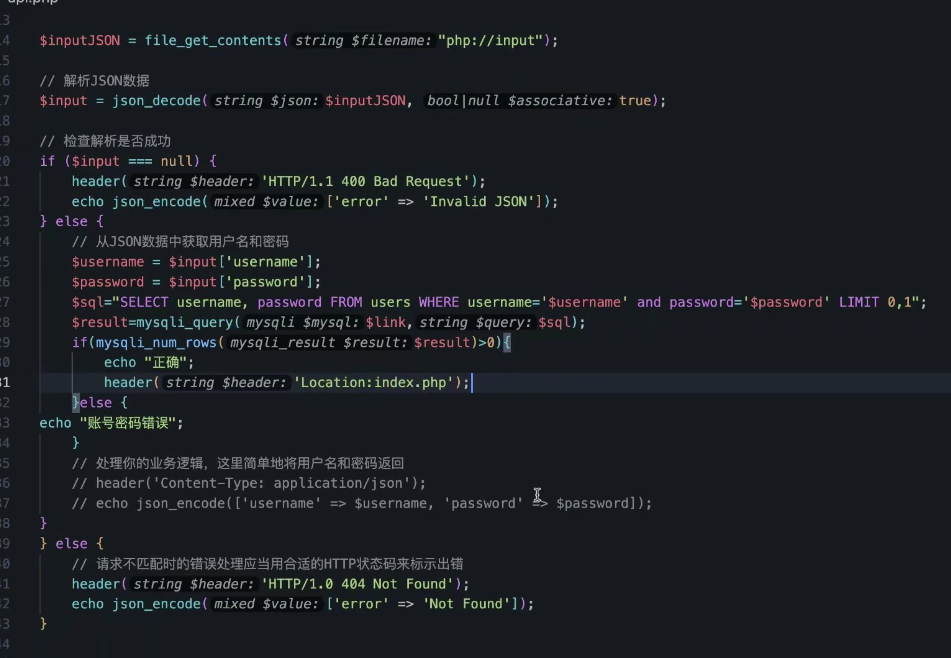 api.php
13
14 $inputJSON = file_get_contents( string $filename: "php://input");
15
16 // 解析JSON数据
17 $input = json_decode( string $json: $inputJSON, bool|null $associative: true);
18
19 // 检查解析是否成功
20 if ($input === null) {
21 header( string $header: 'HTTP/1.1 400 Bad Request');
22 echo json_encode( mixed $value: ['error' => 'Invalid JSON']);
23 } else {
24 // 从JSON数据中获取用户名和密码
25 $username = $input['username'];
26 $password = $input['password'];
27 $sql="SELECT username, password FROM users WHERE username='$username' and password='$password' LIMIT 0,1";
28 $result=mysqli_query( mysqli $mysql: $link, string $query: $sql);
29 if(mysqli_num_rows( mysqli_result $result: $result)>0){
30 echo "正确";
31 header( string $header: 'Location:index.php');
32 }else {
33 echo "账号密码错误";
34 }
35 // 处理你的业务逻辑，这里简单地将用户名和密码返回
36 // header('Content-Type: application/json');
37 // echo json_encode(['username' => $username, 'password' => $password]);
38 }
39 } else {
40 // 请求不匹配时的错误处理应当用合适的HTTP状态码来标示出错
41 header( string $header: 'HTTP/1.0 404 Not Found');
42 echo json_encode( mixed $value: ['error' => 'Not Found']);
43 }
44